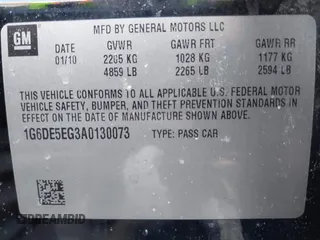 GM
MFD BY GENERAL MOTORS LLC
DATE GVWR GAWR FRT GAWR RR
01/10 2205 KG 1028 KG 1177 KG
4859 LB 2265 LB 2594 LB
THIS VEHICLE CONFORMS TO ALL APPLICABLE U.S. FEDERAL MOTOR
VEHICLE SAFETY, BUMPER, AND THEFT PREVENTION STANDARDS IN
EFFECT ON THE DATE OF MANUFACTURE SHOWN ABOVE.
1G6DE5EG3A0130073 TYPE: PASS CAR
DREAMBID